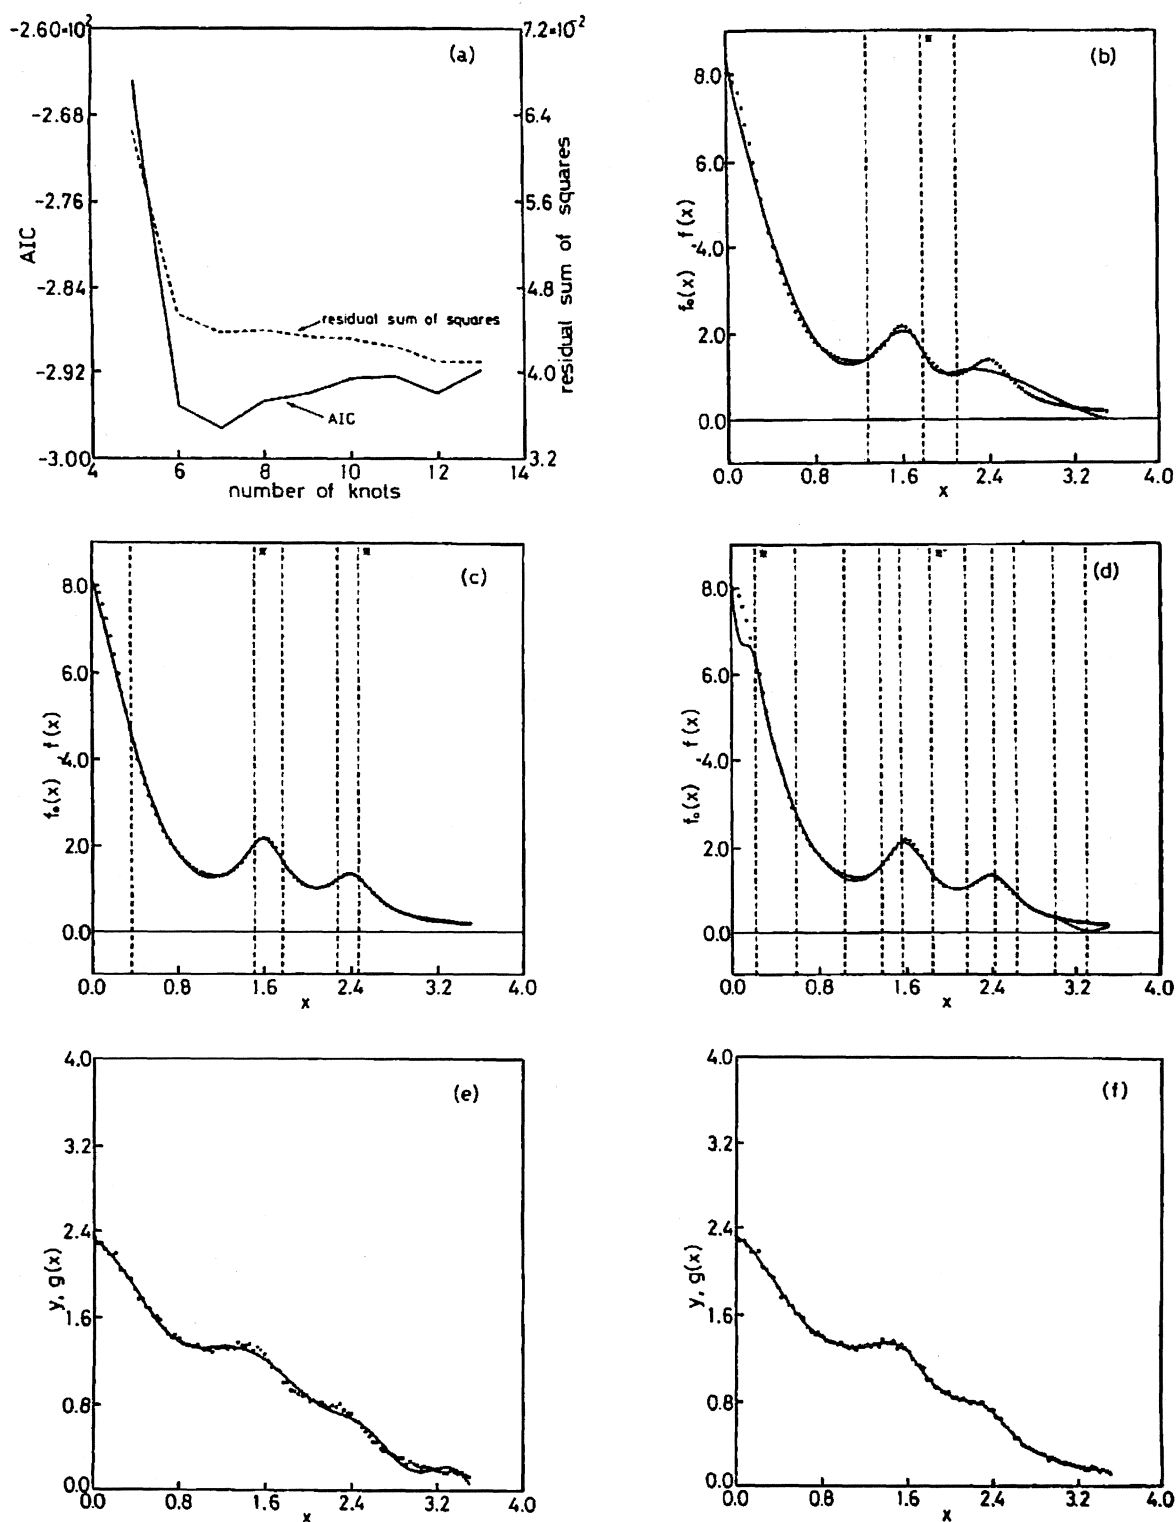 -2.60×10²
-2.68
-2.76
-2.84
-2.92
-3.00
AIC
7.2×10⁻²
6.4
5.6
4.8
4.0
3.2
residual sum of squares
(a)
residual sum of squares
AIC
4 6 8 10 12 14
number of knots
(b)
8.0
6.0
4.0
2.0
0.0
f₀(x) , f(x)
0.0 0.8 1.6 2.4 3.2 4.0
x
(c)
8.0
6.0
4.0
2.0
0.0
f₀(x) , f(x)
0.0 0.8 1.6 2.4 3.2 4.0
x
(d)
8.0
6.0
4.0
2.0
0.0
f₀(x) , f(x)
0.0 0.8 1.6 2.4 3.2 4.0
x
(e)
4.0
3.2
2.4
1.6
0.8
0.0
y, g(x)
0.0 0.8 1.6 2.4 3.2 4.0
x
(f)
4.0
3.2
2.4
1.6
0.8
0.0
y, g(x)
0.0 0.8 1.6 2.4 3.2 4.0
x